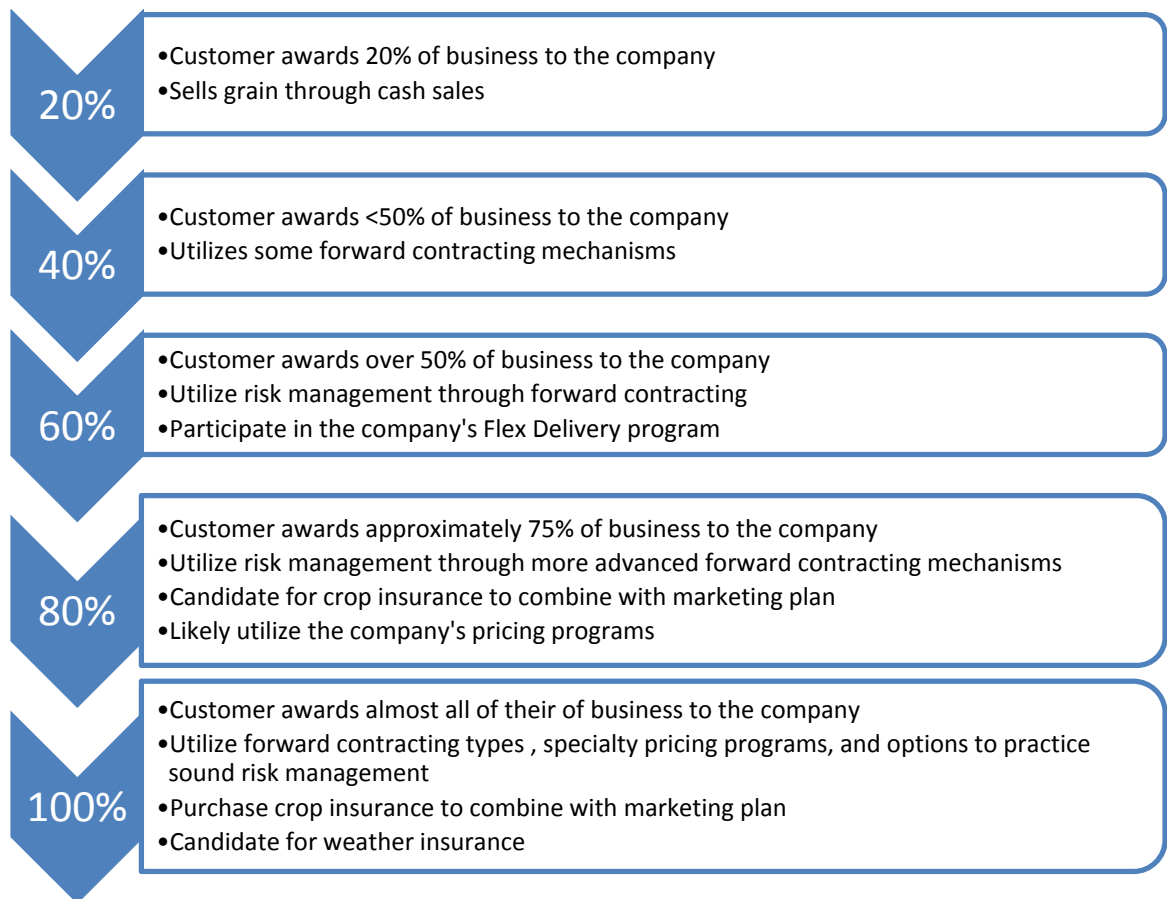 20%
•Customer awards 20% of business to the company
•Sells grain through cash sales
40%
•Customer awards <50% of business to the company
•Utilizes some forward contracting mechanisms
60%
•Customer awards over 50% of business to the company
•Utilize risk management through forward contracting
•Participate in the company's Flex Delivery program
80%
•Customer awards approximately 75% of business to the company
•Utilize risk management through more advanced forward contracting mechanisms
•Candidate for crop insurance to combine with marketing plan
•Likely utilize the company's pricing programs
100%
•Customer awards almost all of their of business to the company
•Utilize forward contracting types , specialty pricing programs, and options to practice
sound risk management
•Purchase crop insurance to combine with marketing plan
•Candidate for weather insurance